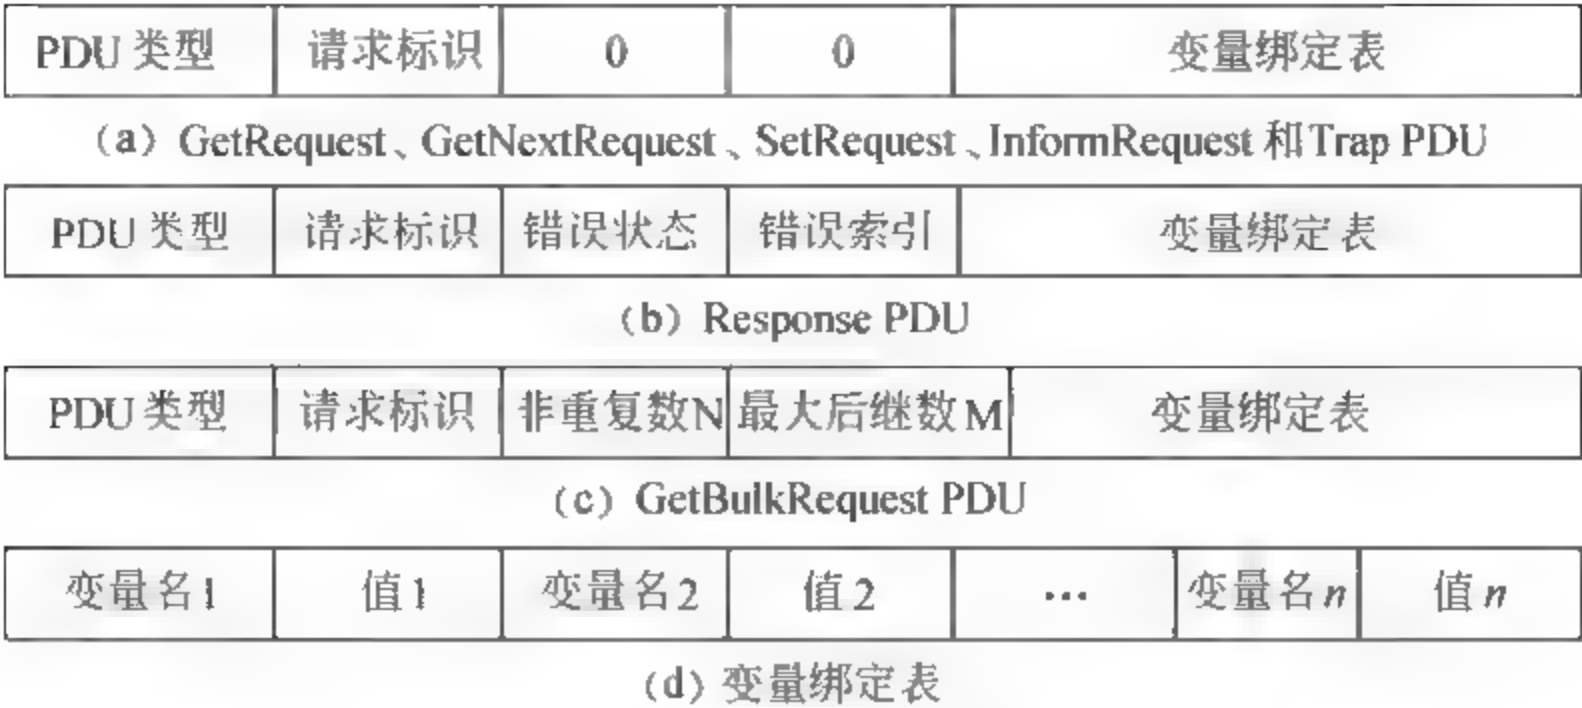 PDU 类型 请求标识 0 0 变量绑定表
（a）GetRequest、GetNextRequest、SetRequest、InformRequest 和Trap PDU
PDU 类型 请求标识 错误状态 错误索引 变量绑定表
（b）Response PDU
PDU 类型 请求标识 非重复数N 最大后继数M 变量绑定表
（c）GetBulkRequest PDU
变量名1 值1 变量名2 值2 … 变量名n 值n
（d）变量绑定表